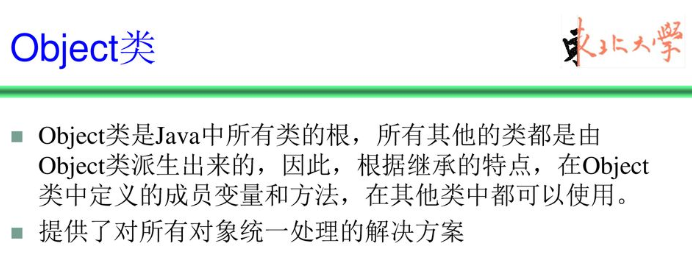 Object类
東北大學
Object类是Java中所有类的根，所有其他的类都是由
Object类派生出来的，因此，根据继承的特点，在Object
类中定义的成员变量和方法，在其他类中都可以使用。
提供了对所有对象统一处理的解决方案